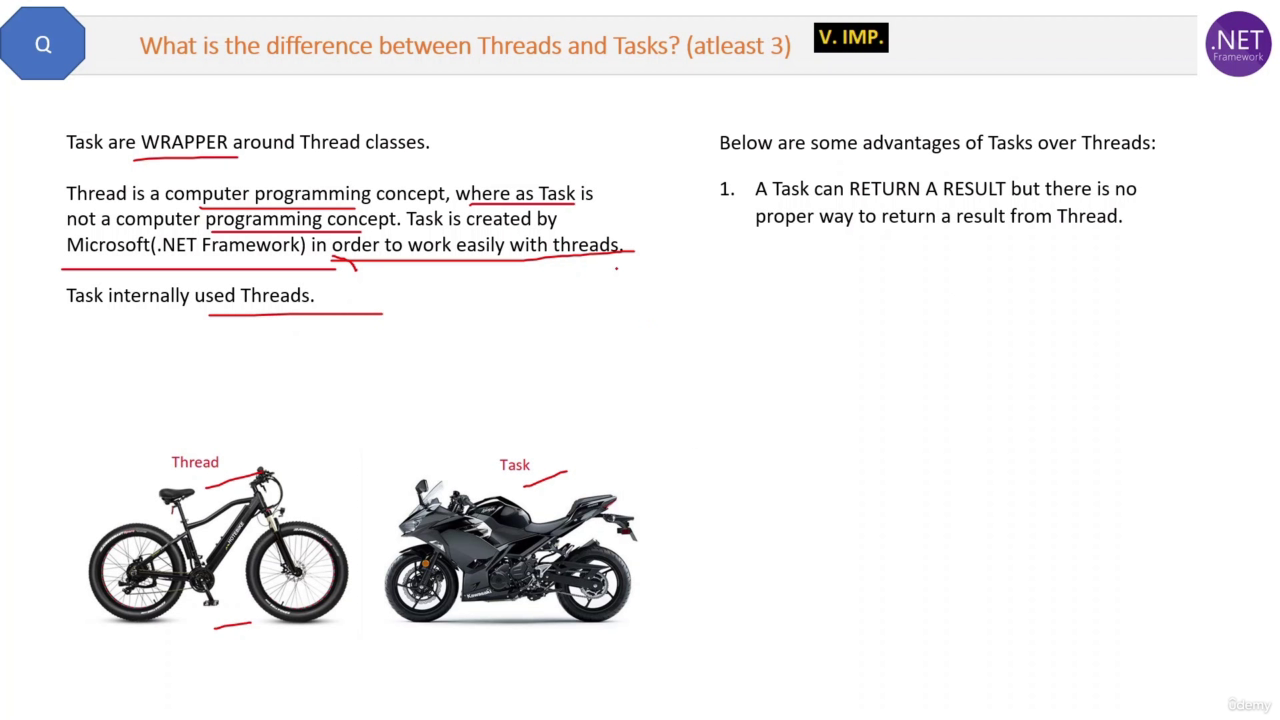 Q
What is the difference between Threads and Tasks? (atleast 3)
V. IMP.
.NET
Framework
Task are WRAPPER around Thread classes.
Thread is a computer programming concept, where as Task is
not a computer programming concept. Task is created by
Microsoft(.NET Framework) in order to work easily with threads.
Task internally used Threads.
Below are some advantages of Tasks over Threads:
1. A Task can RETURN A RESULT but there is no
proper way to return a result from Thread.
Thread
Task
Kawasaki
ûdemy